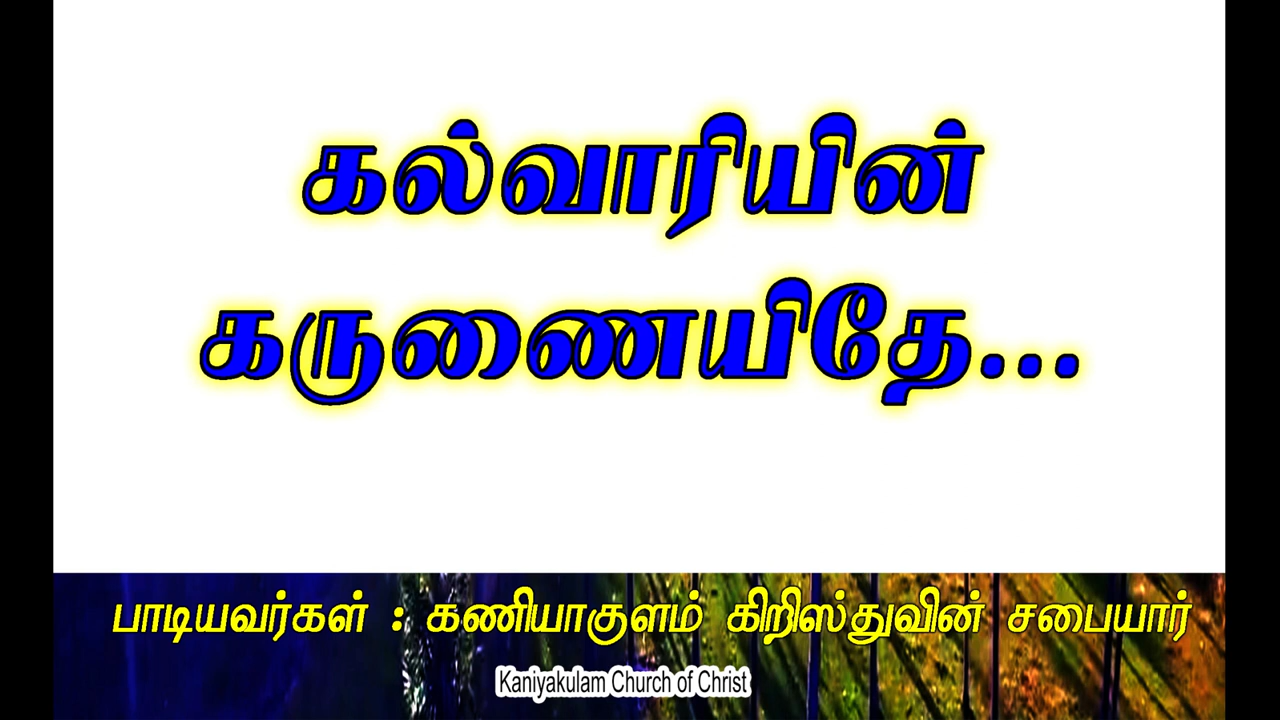 கல்வாரியின்
கருணையிதே...
பாடியவர்கள் : கணியாகுளம் கிறிஸ்துவின் சபையார்
Kaniyakulam Church of Christ